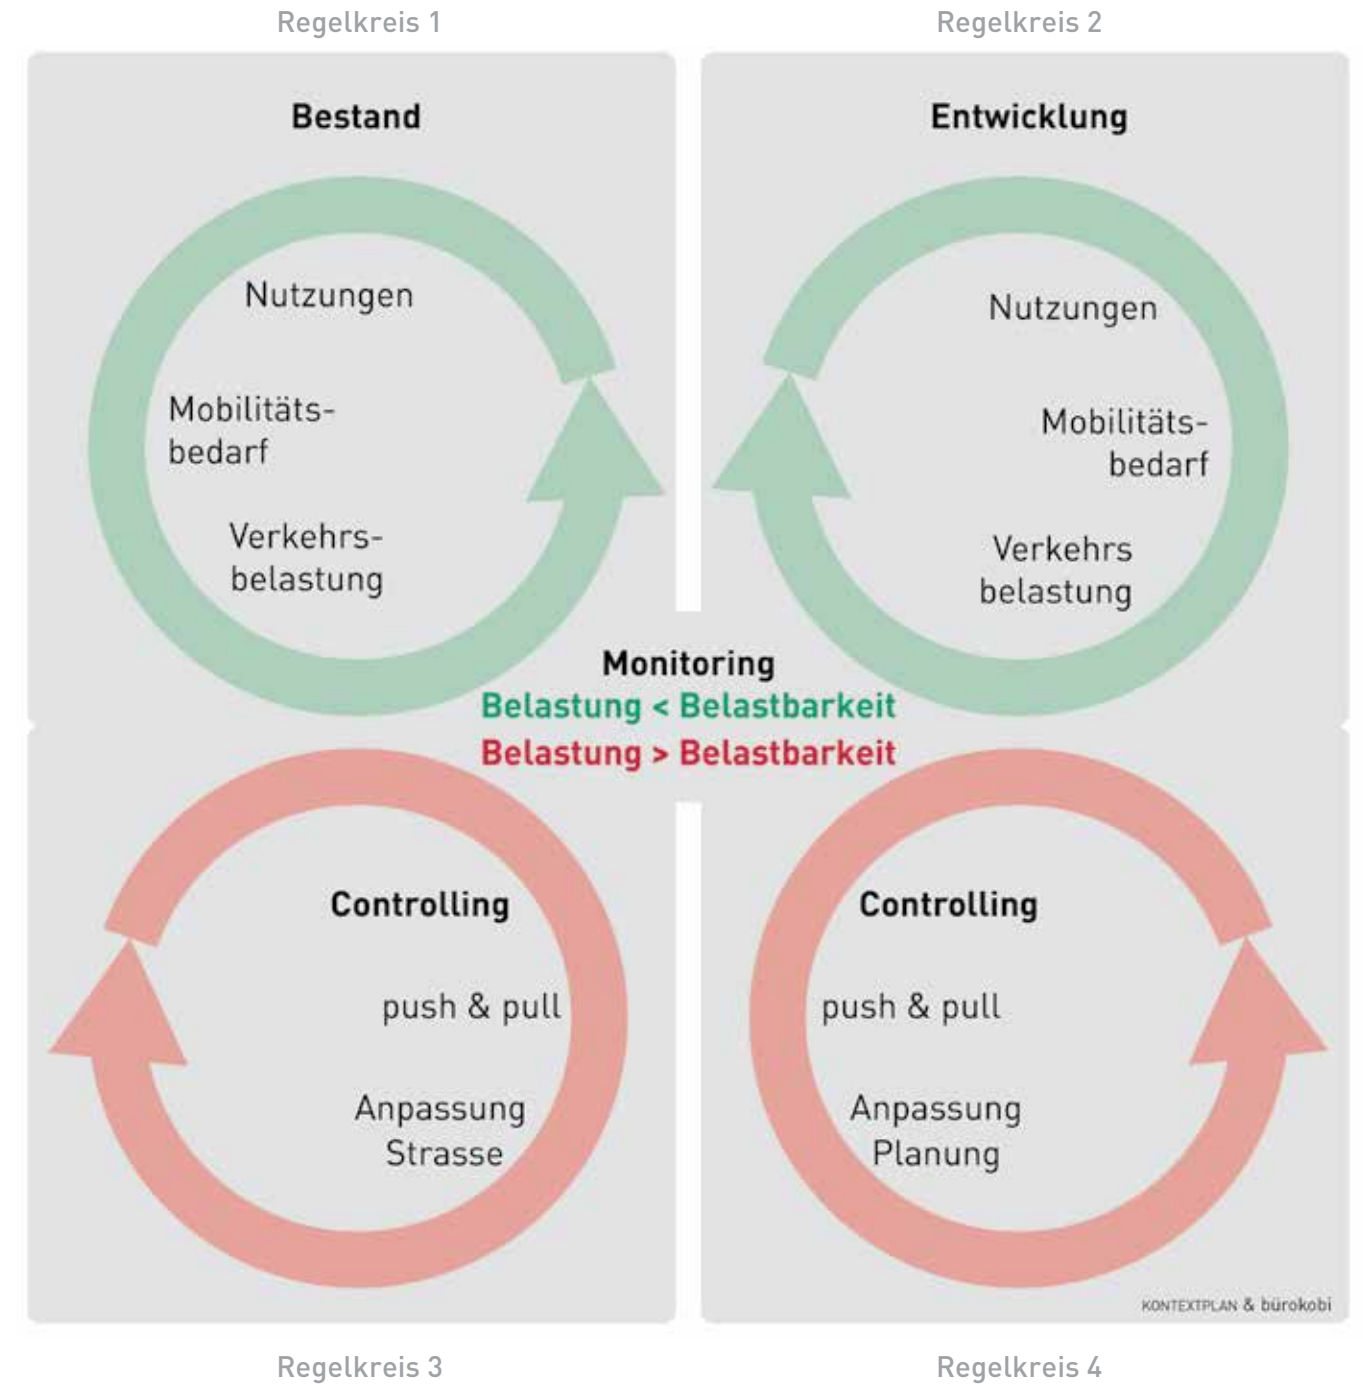 Regelkreis 1
Regelkreis 2
Bestand
Nutzungen
Mobilitäts-
bedarf
Verkehrs-
belastung
Entwicklung
Nutzungen
Mobilitäts-
bedarf
Verkehrs
belastung
Monitoring
Belastung < Belastbarkeit
Belastung > Belastbarkeit
Controlling
push & pull
Anpassung
Strasse
Controlling
push & pull
Anpassung
Planung
KONTEXTPLAN & bürokobi
Regelkreis 3
Regelkreis 4